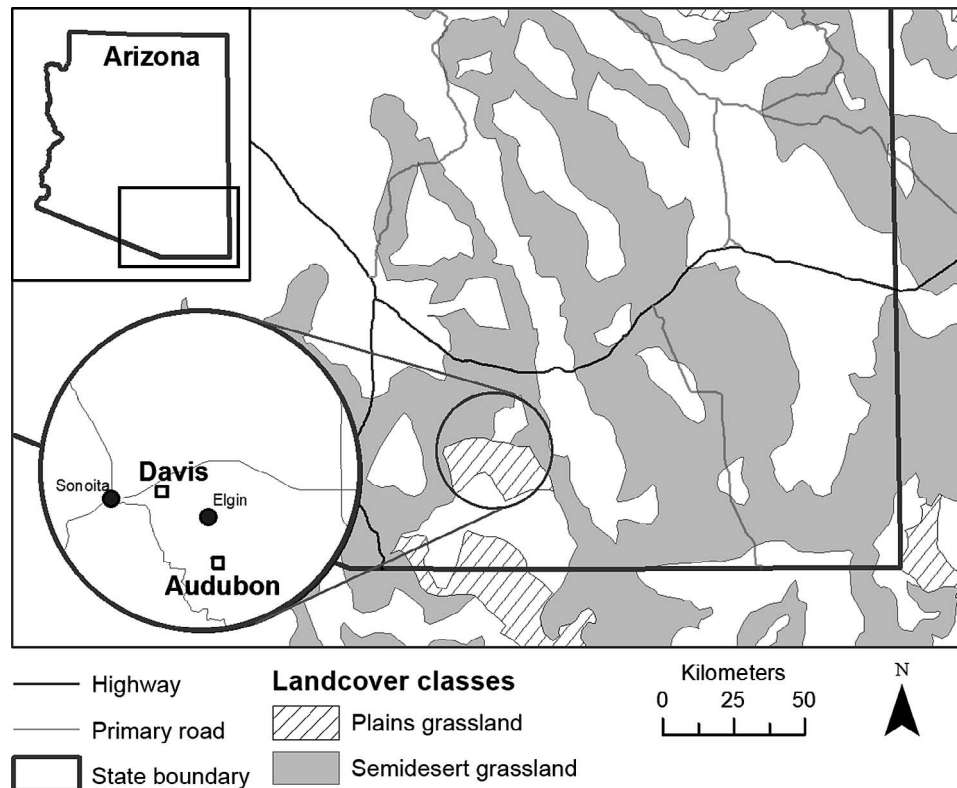 Arizona
Sonoita
Davis
Elgin
Audubon
Highway
Primary road
State boundary
Landcover classes
Plains grassland
Semidesert grassland
Kilometers
0 25 50
N